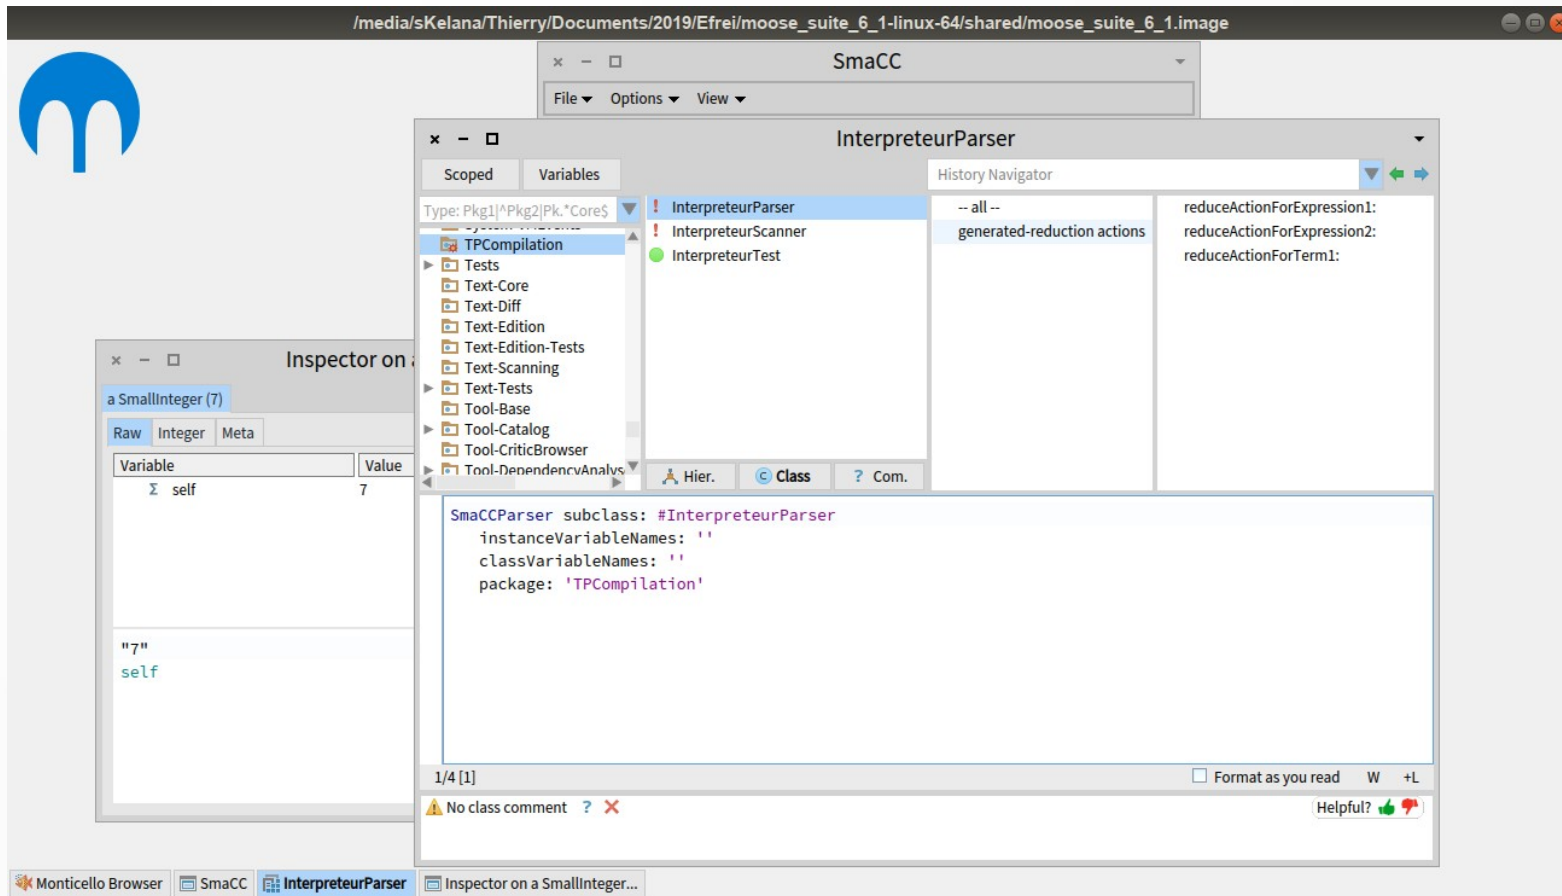 /media/sKelana/Thierry/Documents/2019/Efrei/moose_suite_6_1-linux-64/shared/moose_suite_6_1.image
SmaCC
File Options View
InterpreteurParser
Scoped Variables
History Navigator
Type: Pkg1|^Pkg2|Pk.*Core$
TPCompilation
Tests
Text-Core
Text-Diff
Text-Edition
Text-Edition-Tests
Text-Scanning
Text-Tests
Tool-Base
Tool-Catalog
Tool-CriticBrowser
Tool-DependencyAnalys
InterpreteurParser
InterpreteurScanner
InterpreteurTest
Hier. Class ? Com.
-- all --
generated-reduction actions
reduceActionForExpression1:
reduceActionForExpression2:
reduceActionForTerm1:
SmaCCParser subclass: #InterpreteurParser
instanceVariableNames: ''
classVariableNames: ''
package: 'TPCompilation'
1/4 [1]
Format as you read W +L
No class comment ?
Helpful?
Inspector on
a SmallInteger (7)
Raw Integer Meta
Variable Value
Σ self 7
"7"
self
Monticello Browser SmaCC InterpreteurParser Inspector on a SmallInteger...